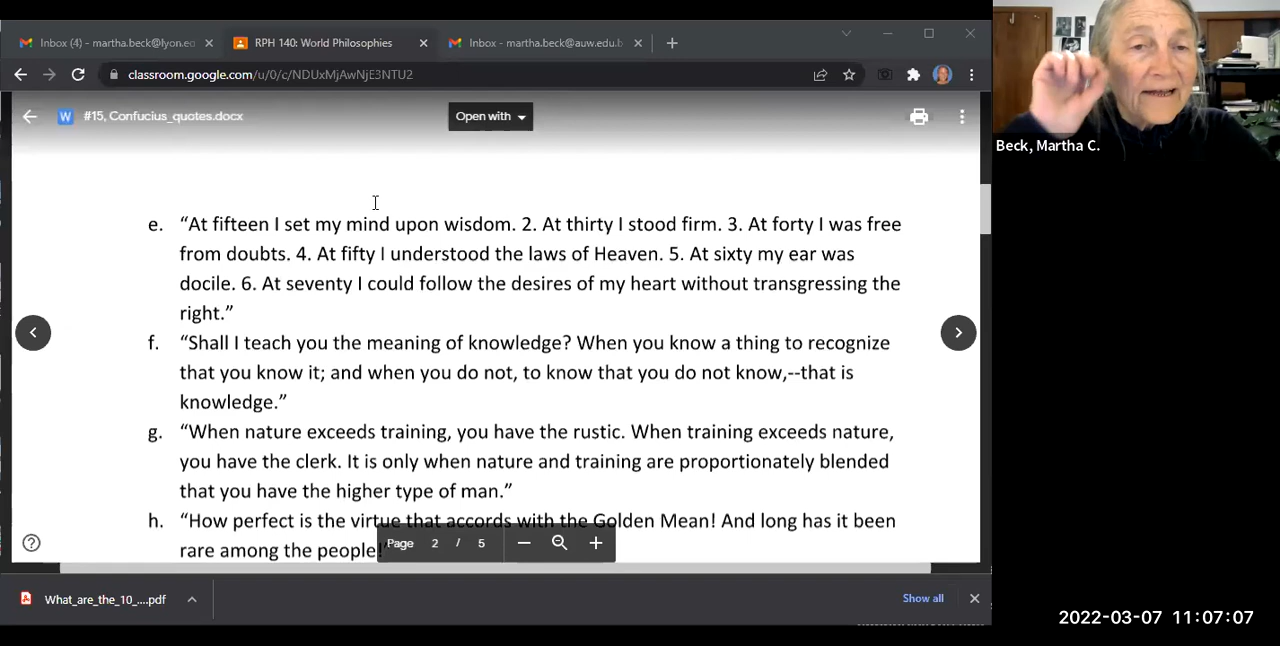 Inbox (4) - martha.beck@lyon.ed
RPH 140: World Philosophies
Inbox - martha.beck@auw.edu.b
classroom.google.com/u/0/c/NDUxMjAwNjE3NTU2
Beck, Martha C.
W #15, Confucius_quotes.docx
Open with
e. “At fifteen I set my mind upon wisdom. 2. At thirty I stood firm. 3. At forty I was free
from doubts. 4. At fifty I understood the laws of Heaven. 5. At sixty my ear was
docile. 6. At seventy I could follow the desires of my heart without transgressing the
right.”
f. “Shall I teach you the meaning of knowledge? When you know a thing to recognize
that you know it; and when you do not, to know that you do not know,--that is
knowledge.”
g. “When nature exceeds training, you have the rustic. When training exceeds nature,
you have the clerk. It is only when nature and training are proportionately blended
that you have the higher type of man.”
h. “How perfect is the virtue that accords with the Golden Mean! And long has it been
rare among the people!”
Page 2 / 5
What_are_the_10_....pdf
Show all
2022-03-07 11:07:07